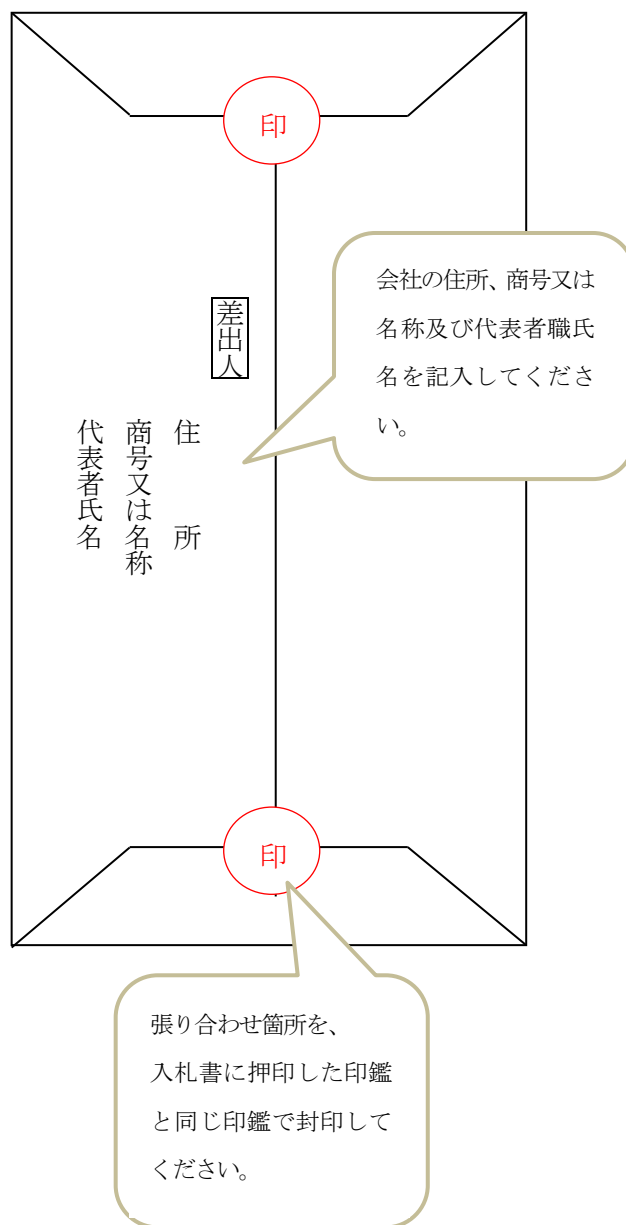 印
会社の住所、商号又は
名称及び代表者職氏
名を記入してくださ
い。
差出人
住　所
商号又は名称
代表者氏名
印
張り合わせ箇所を、
入札書に押印した印鑑
と同じ印鑑で封印して
ください。